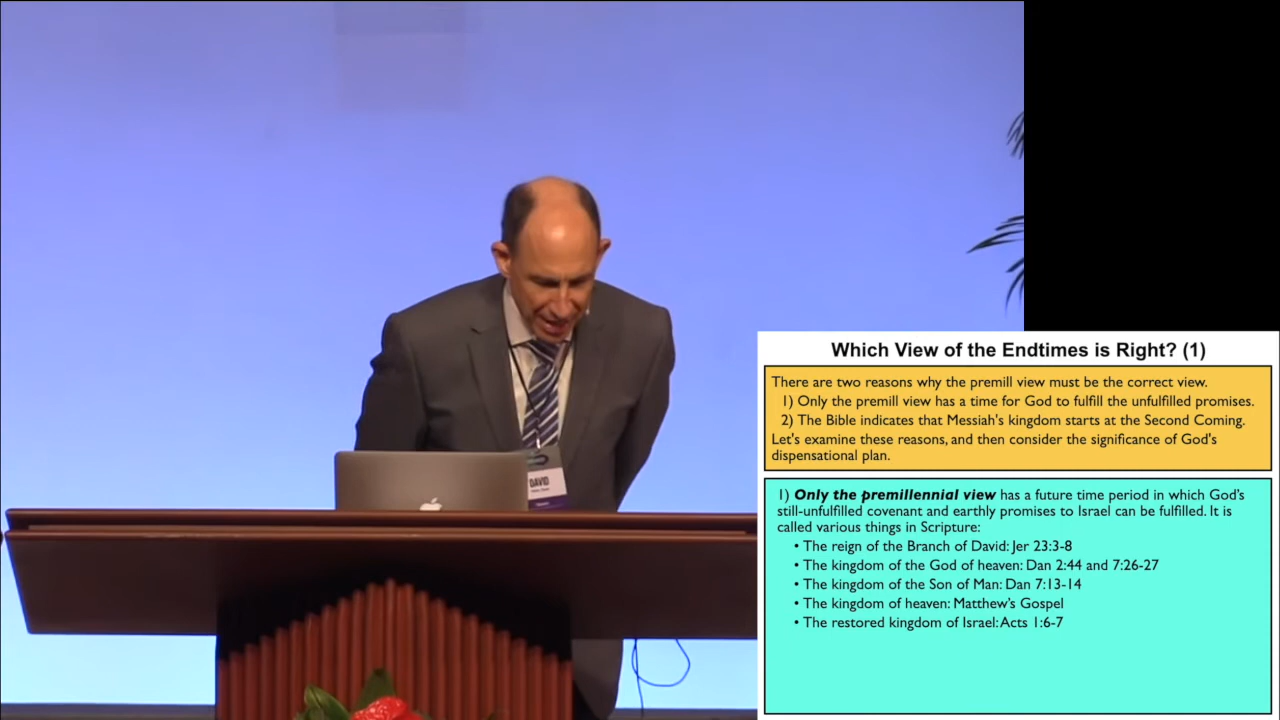 Which View of the Endtimes is Right? (1)
There are two reasons why the premill view must be the correct view.
1) Only the premill view has a time for God to fulfill the unfulfilled promises.
2) The Bible indicates that Messiah's kingdom starts at the Second Coming.
Let's examine these reasons, and then consider the significance of God's
dispensational plan.
1) Only the premillennial view has a future time period in which God's
still-unfulfilled covenant and earthly promises to Israel can be fulfilled. It is
called various things in Scripture:
• The reign of the Branch of David: Jer 23:3-8
• The kingdom of the God of heaven: Dan 2:44 and 7:26-27
• The kingdom of the Son of Man: Dan 7:13-14
• The kingdom of heaven: Matthew's Gospel
• The restored kingdom of Israel: Acts 1:6-7
DAVID